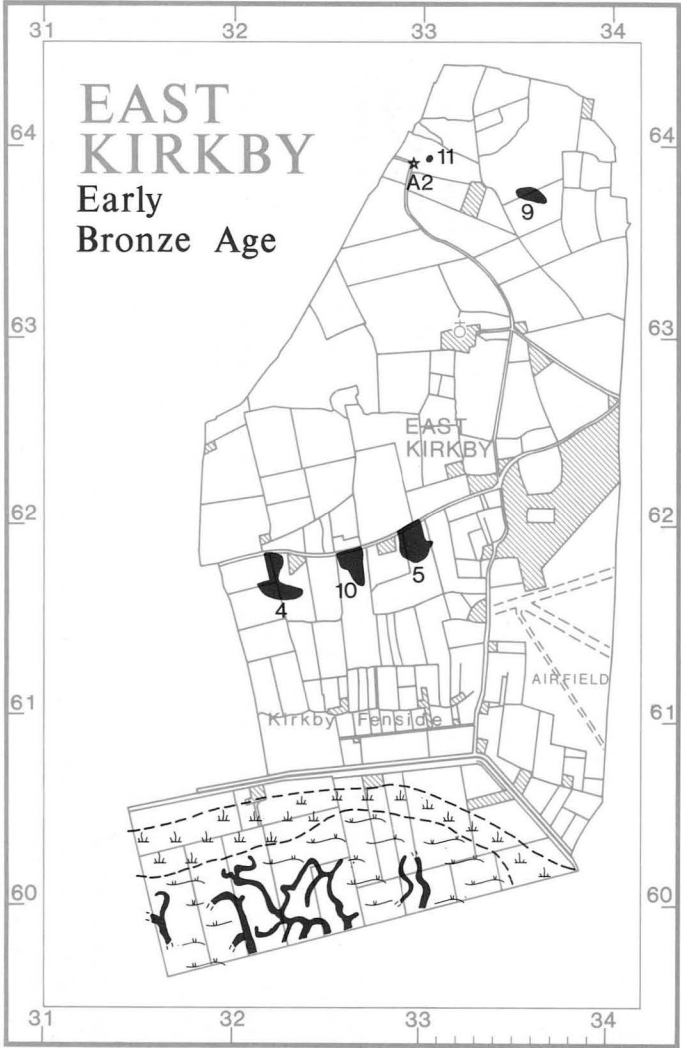 31 32 33 34
EAST
KIRKBY
Early
Bronze Age
64 64
11
A2
9
63 63
EAST
KIRKBY
62 62
5
10
4
AIRFIELD
61 61
Kirkby Fenside
60 60
31 32 33 34